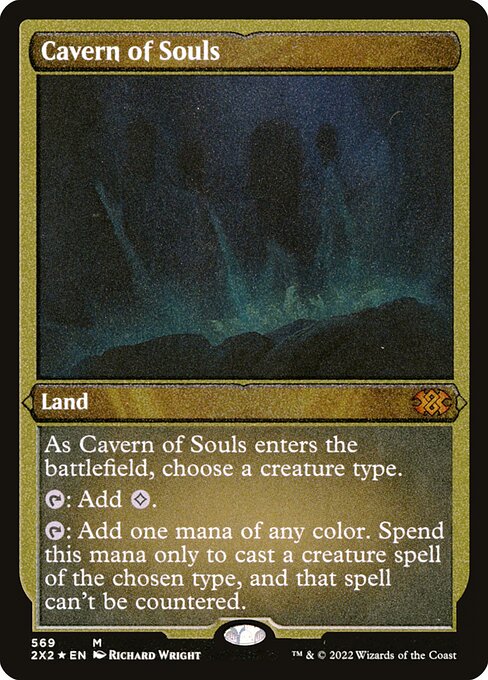 Cavern of Souls
Land
As Cavern of Souls enters the
battlefield, choose a creature type.
: Add .
: Add one mana of any color. Spend
this mana only to cast a creature spell
of the chosen type, and that spell
can't be countered.
569 M
2X2 ★ EN Richard Wright
™ & © 2022 Wizards of the Coast